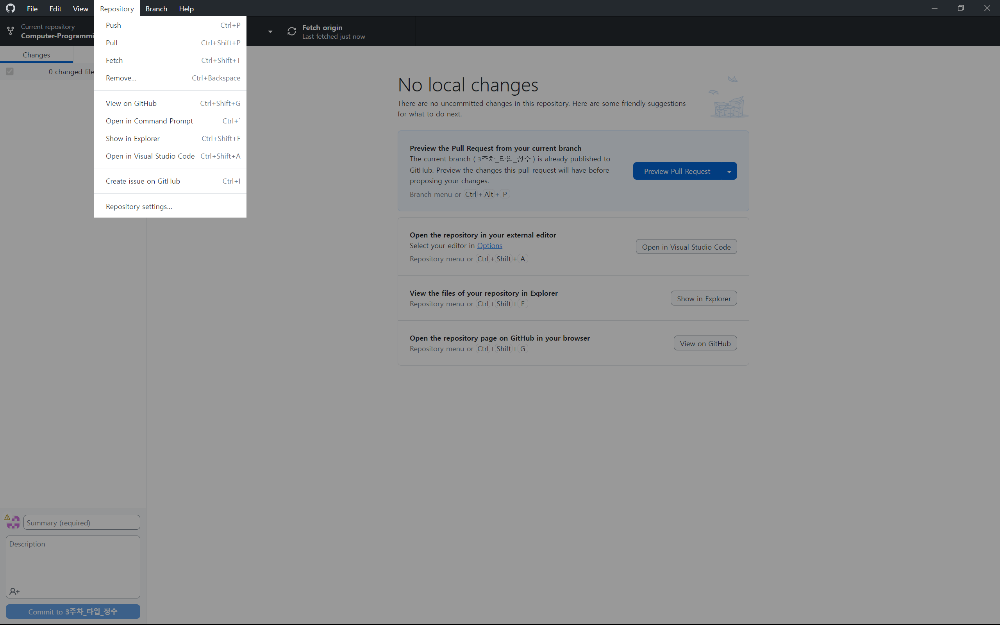 File Edit View Repository Branch Help
Current repository
Computer-Programmi
Fetch origin
Last fetched just now
Push Ctrl+P
Pull Ctrl+Shift+P
Fetch Ctrl+Shift+T
Remove... Ctrl+Backspace
View on GitHub Ctrl+Shift+G
Open in Command Prompt Ctrl+`
Show in Explorer Ctrl+Shift+F
Open in Visual Studio Code Ctrl+Shift+A
Create issue on GitHub Ctrl+I
Repository settings...
Changes
0 changed file
No local changes
There are no uncommitted changes in this repository. Here are some friendly suggestions
for what to do next.
Preview the Pull Request from your current branch
The current branch ( 3주차_타입_정수 ) is already published to
GitHub. Preview the changes this pull request will have before
proposing your changes.
Branch menu or Ctrl + Alt + P
Preview Pull Request
Open the repository in your external editor
Select your editor in Options
Repository menu or Ctrl + Shift + A
Open in Visual Studio Code
View the files of your repository in Explorer
Repository menu or Ctrl + Shift + F
Show in Explorer
Open the repository page on GitHub in your browser
Repository menu or Ctrl + Shift + G
View on GitHub
Summary (required)
Description
Commit to 3주차_타입_정수